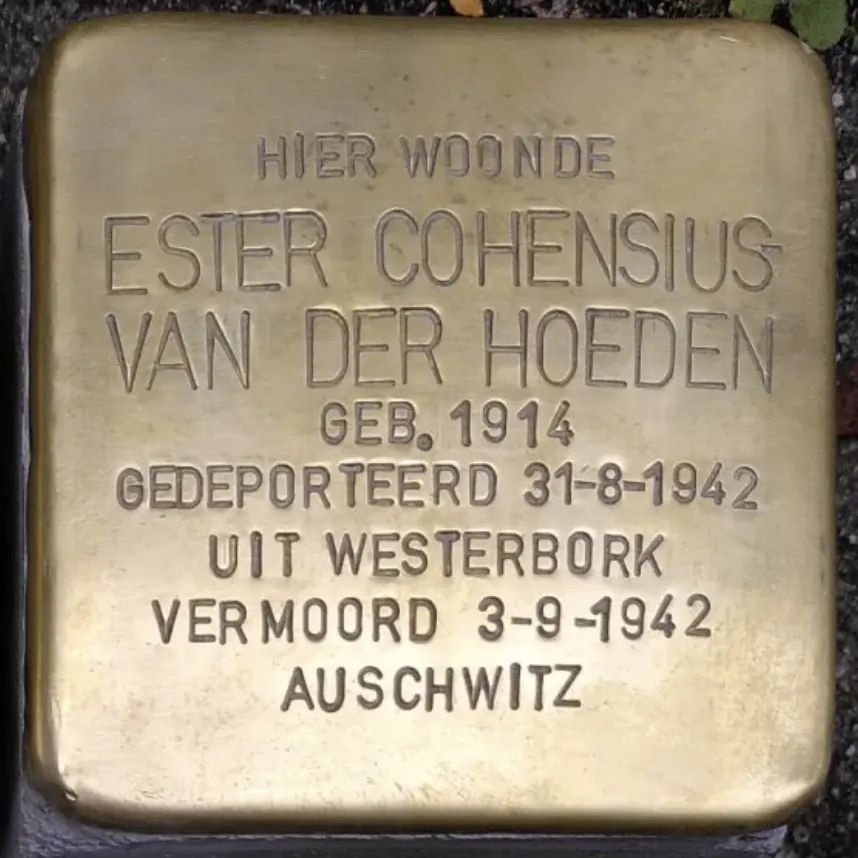 HIER WOONDE
ESTER COHENSIUS-
VAN DER HOEDEN
GEB. 1914
GEDEPORTEERD 31-8-1942
UIT WESTERBORK
VERMOORD 3-9-1942
AUSCHWITZ